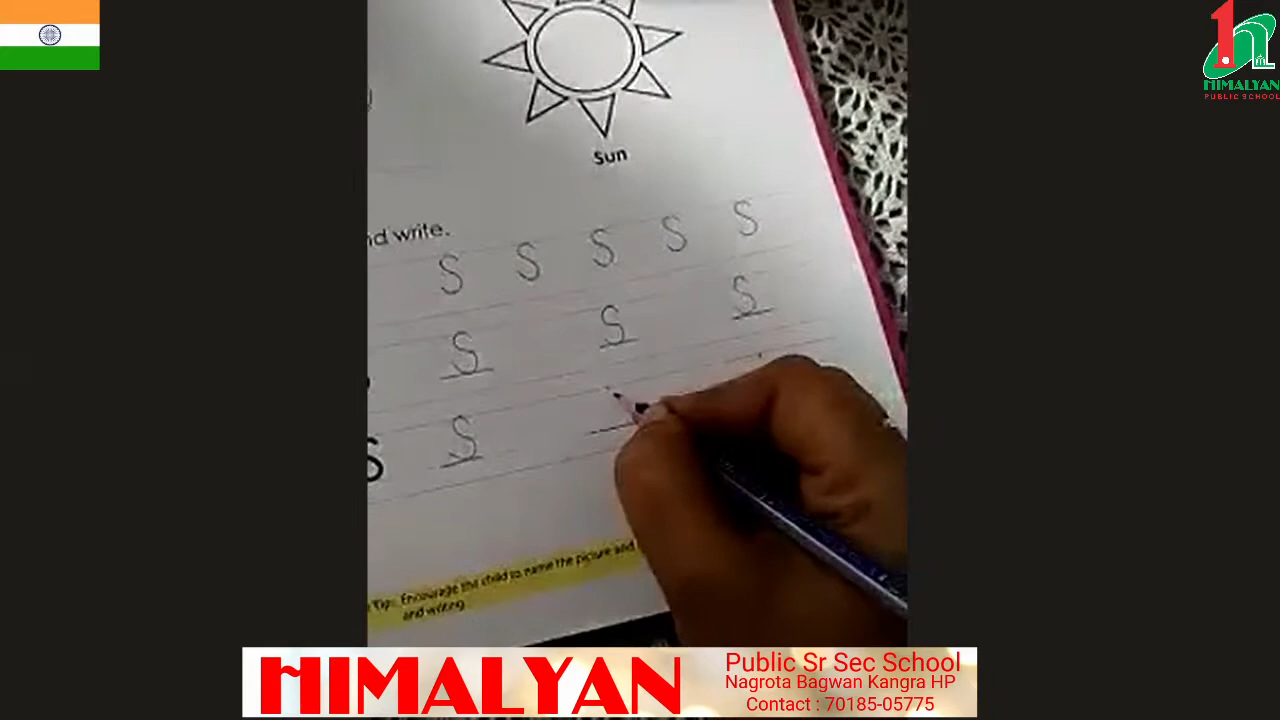 1
HIMALYAN
PUBLIC SCHOOL
Sun
nd write.
S S S S S
S S S
S S
Tip: Encourage the child to name the picture and
and writing
HIMALYAN
Public Sr Sec School
Nagrota Bagwan Kangra HP
Contact : 70185-05775